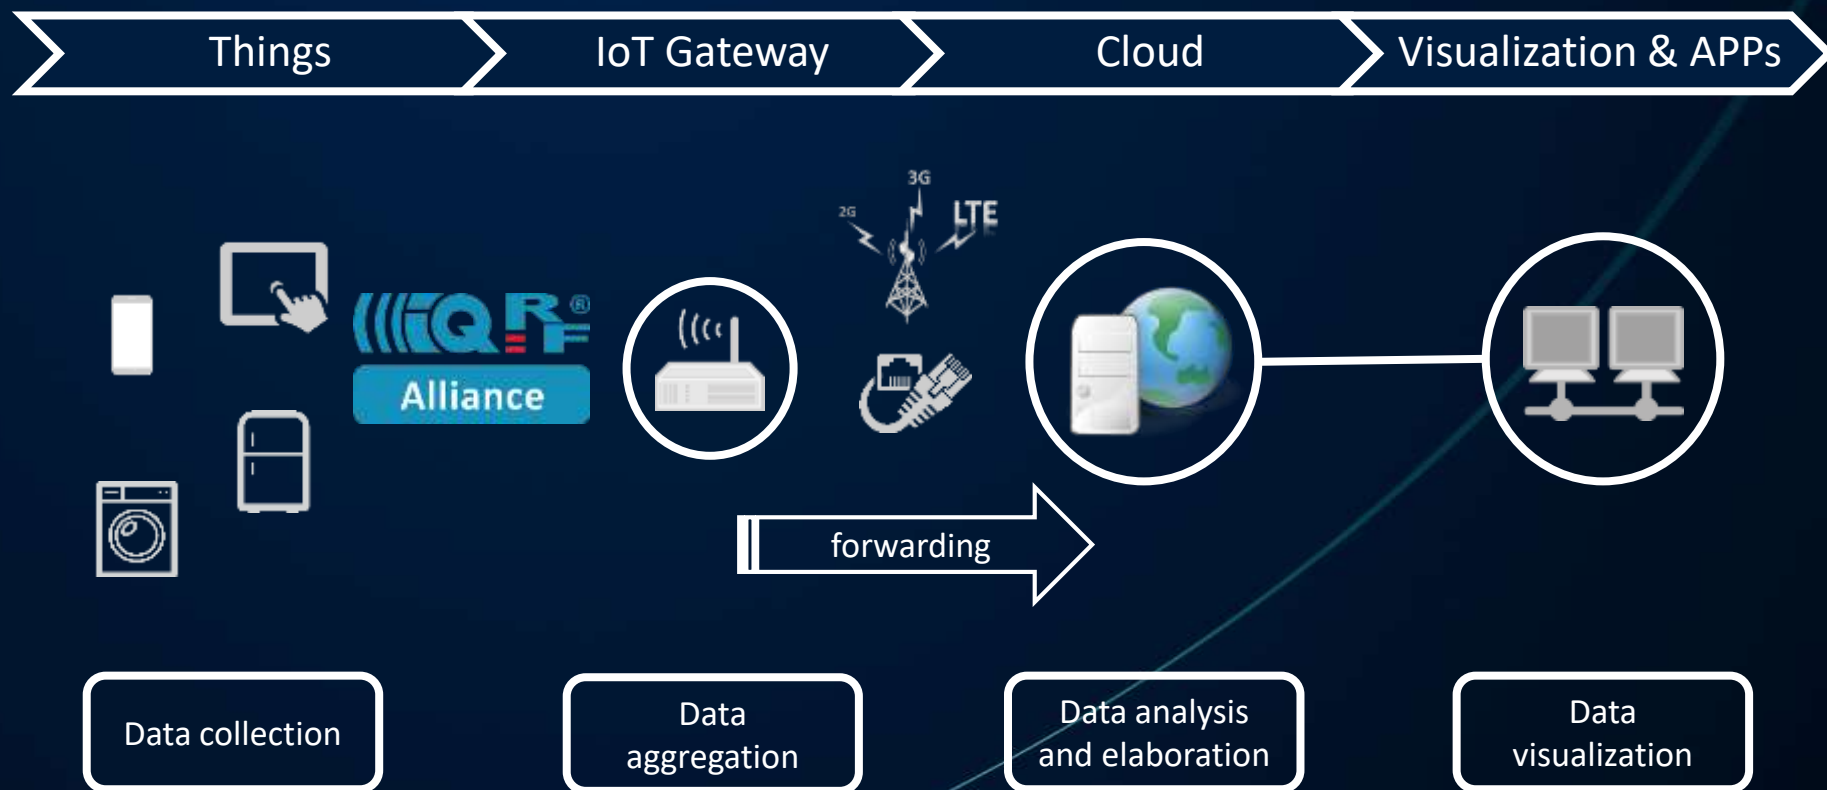 Things
IoT Gateway
Cloud
Visualization & APPs
3G
2G
LTE
IQRF®
Alliance
forwarding
Data collection
Data
aggregation
Data analysis
and elaboration
Data
visualization